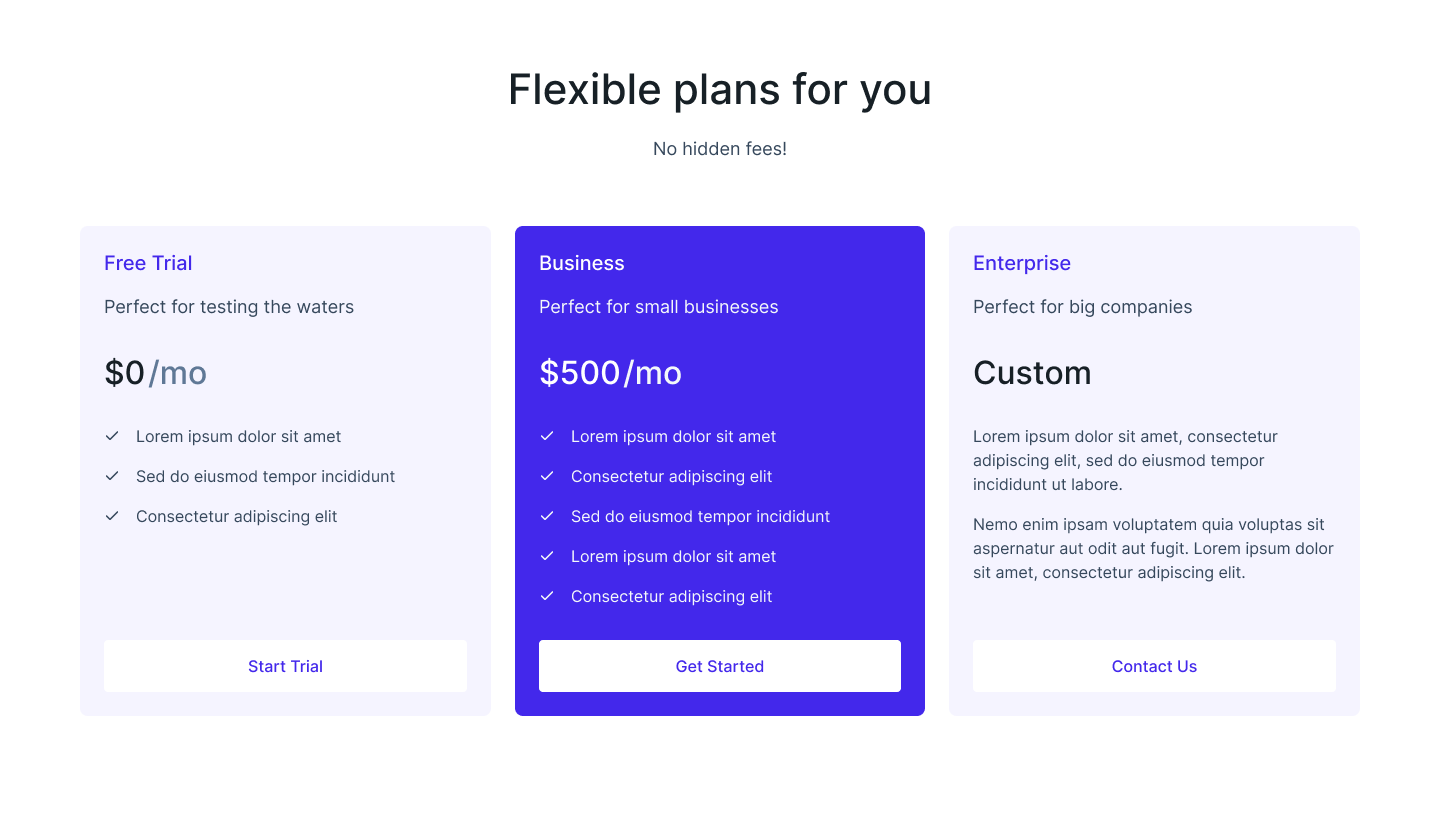 Flexible plans for you
No hidden fees!
Free Trial
Perfect for testing the waters
$0/mo
Lorem ipsum dolor sit amet
Sed do eiusmod tempor incididunt
Consectetur adipiscing elit
Start Trial
Business
Perfect for small businesses
$500/mo
Lorem ipsum dolor sit amet
Consectetur adipiscing elit
Sed do eiusmod tempor incididunt
Lorem ipsum dolor sit amet
Consectetur adipiscing elit
Get Started
Enterprise
Perfect for big companies
Custom
Lorem ipsum dolor sit amet, consectetur
adipiscing elit, sed do eiusmod tempor
incididunt ut labore.
Nemo enim ipsam voluptatem quia voluptas sit
aspernatur aut odit aut fugit. Lorem ipsum dolor
sit amet, consectetur adipiscing elit.
Contact Us